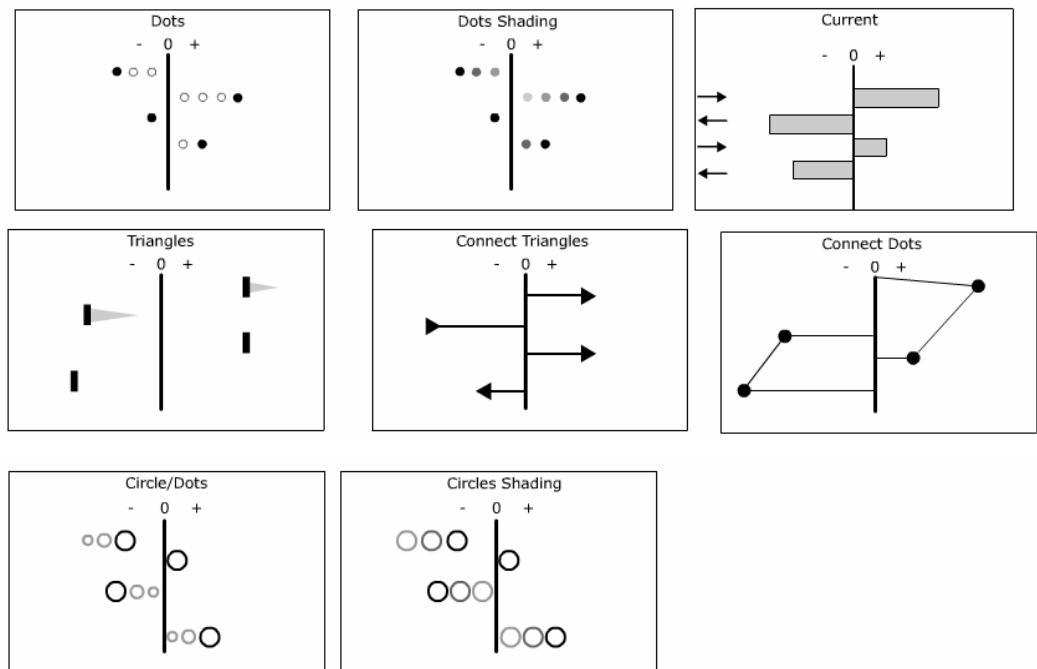 Dots
- 0 +
Dots Shading
- 0 +
Current
- 0 +
Triangles
- 0 +
Connect Triangles
- 0 +
Connect Dots
- 0 +
Circle/Dots
- 0 +
Circles Shading
- 0 +